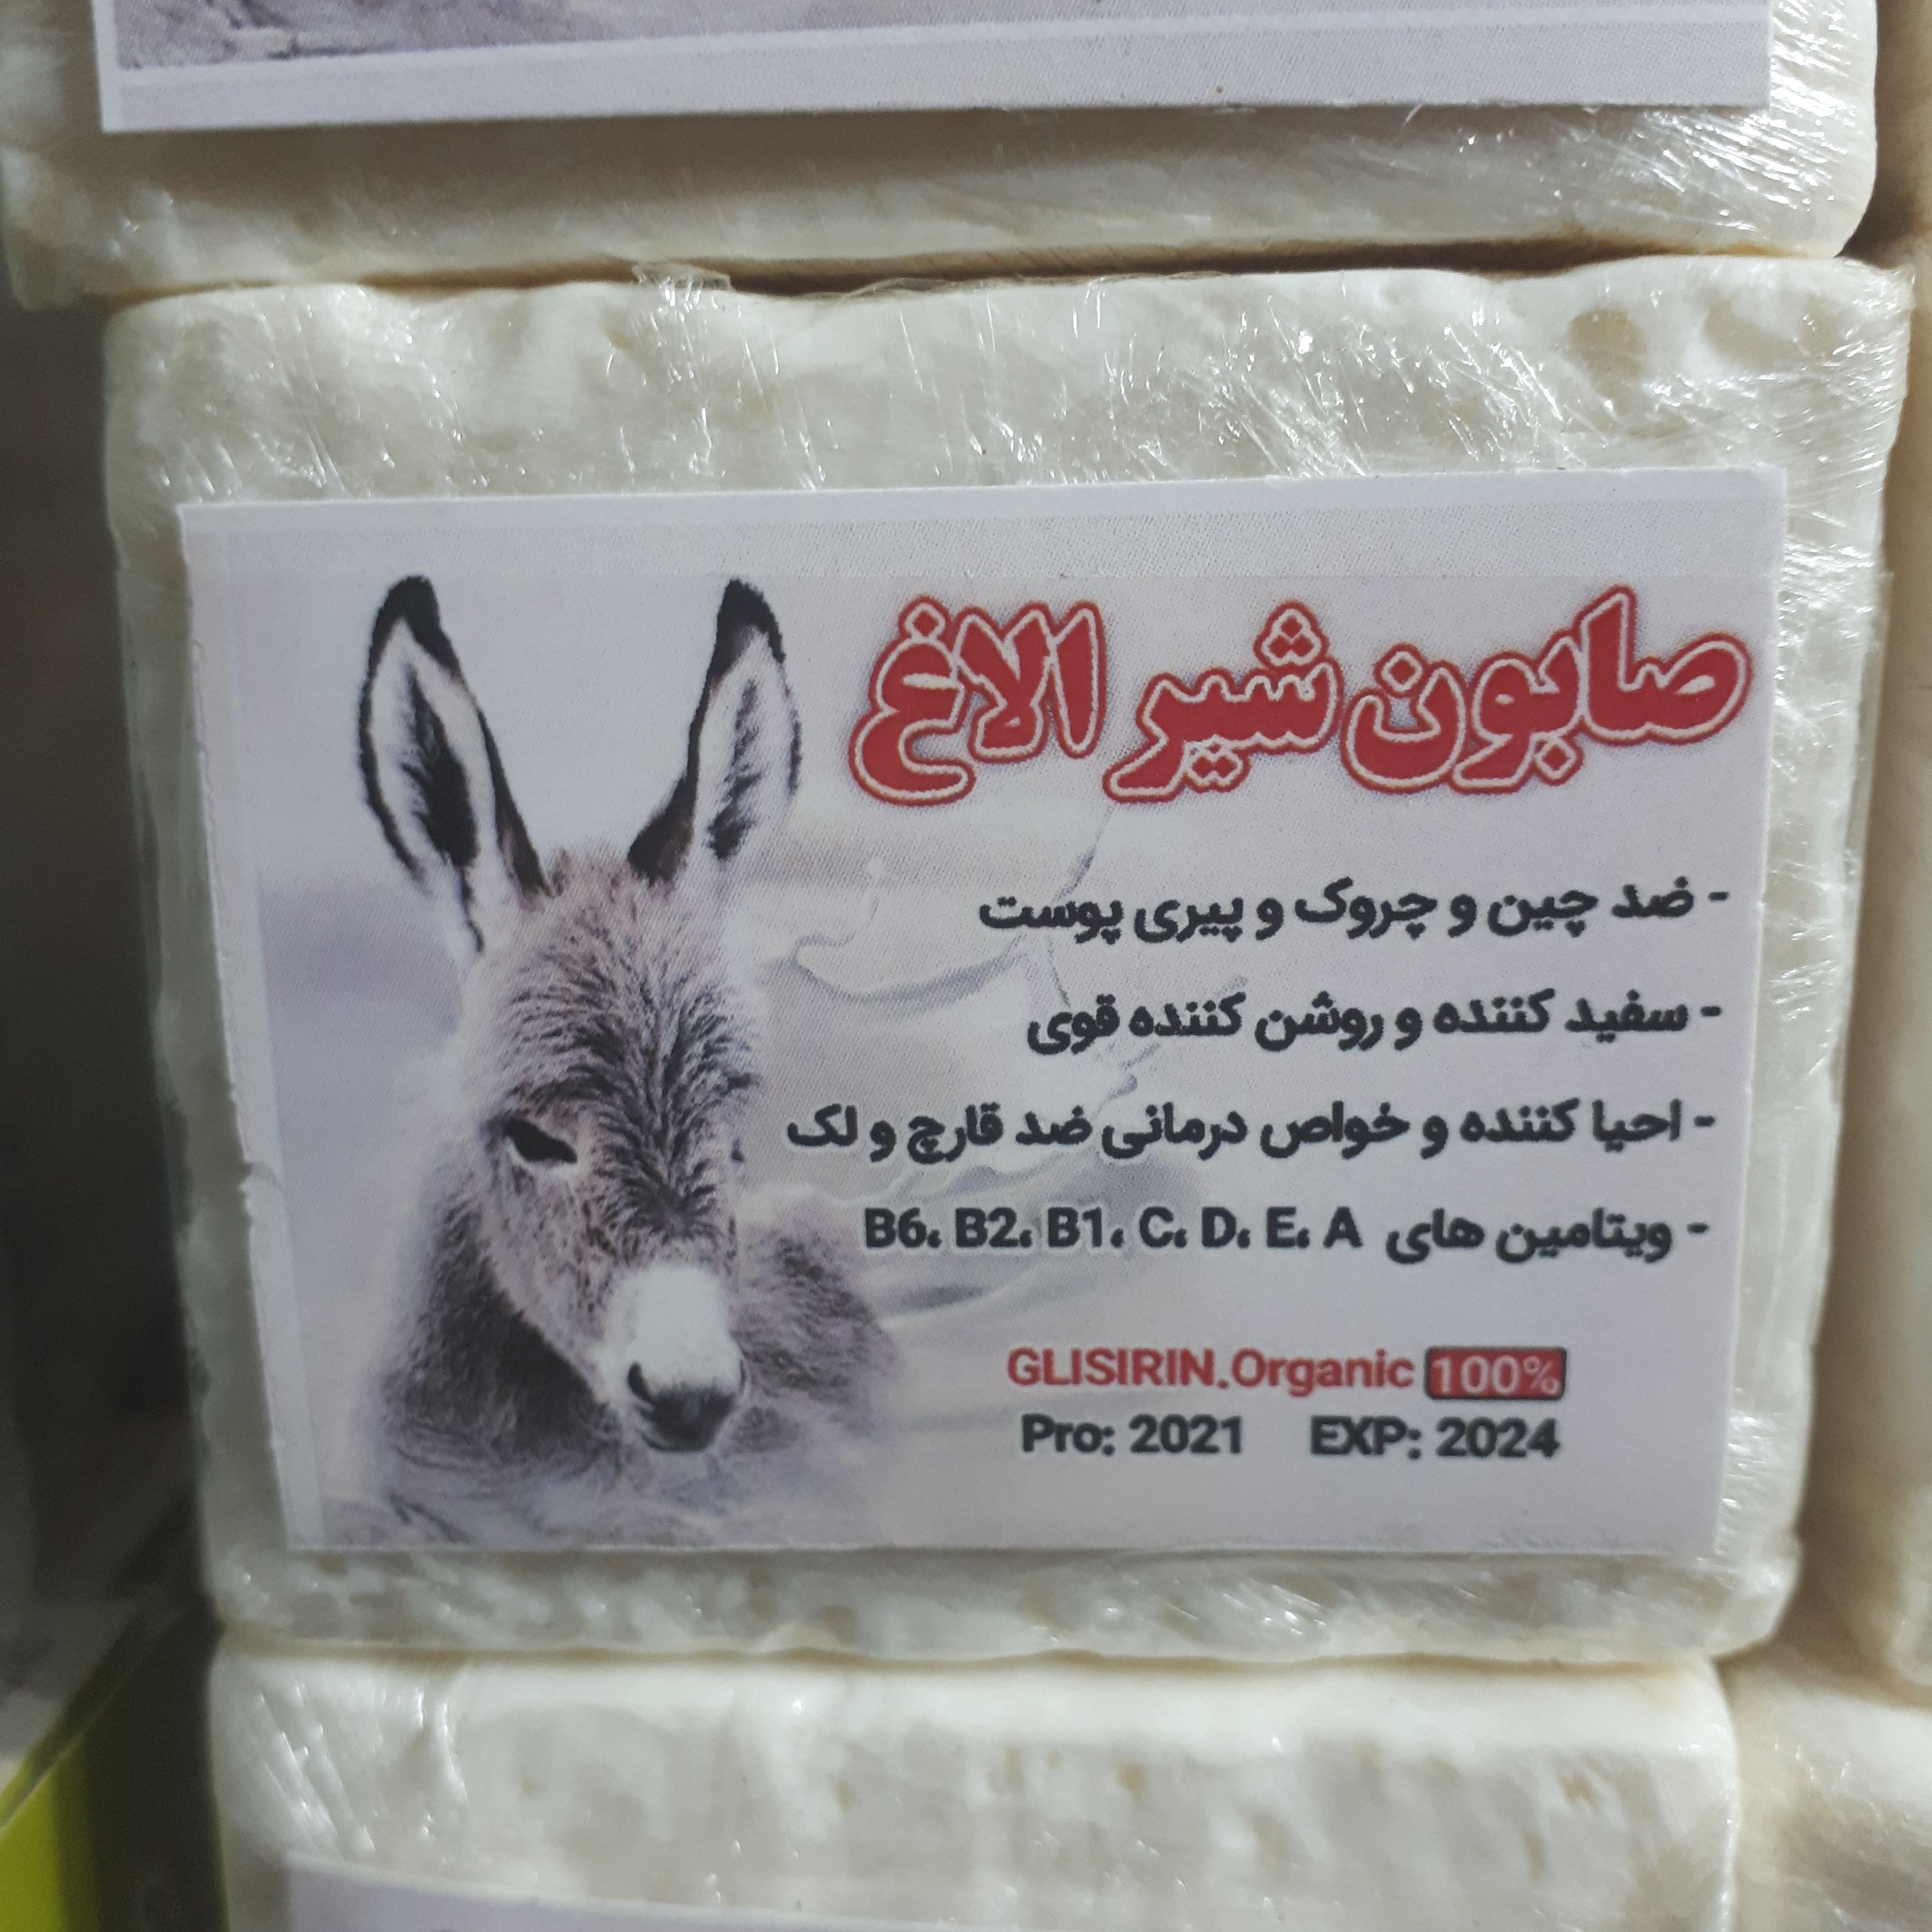 صابون شیر الاغ
- ضد چین و چروک و پیری پوست
- سفید کننده و روشن کننده قوی
- احیا کننده و خواص درمانی ضد قارچ و لک
- ویتامین های B6، B2، B1، C، D، E، A
GLISIRIN.Organic 100%
Pro: 2021 EXP: 2024